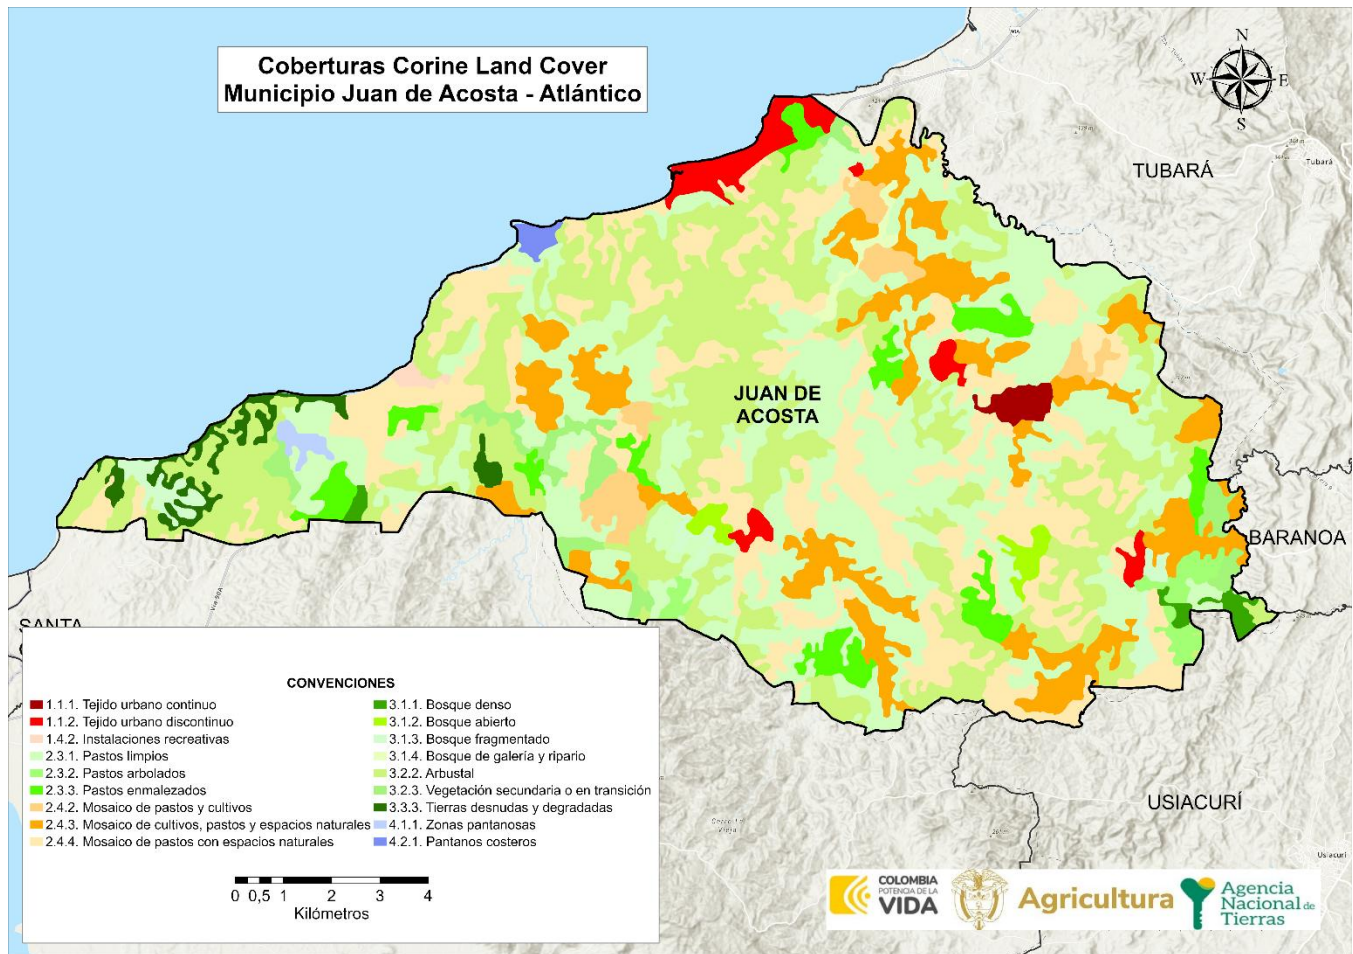 Coberturas Corine Land Cover
Municipio Juan de Acosta - Atlántico
N
W E
S
90A
TUBARÁ
Tubará
JUAN DE
ACOSTA
BARANOA
Vía 90A
SANTA
USIACURÍ
Usiacurí
CONVENCIONES
1.1.1. Tejido urbano continuo
1.1.2. Tejido urbano discontinuo
1.4.2. Instalaciones recreativas
2.3.1. Pastos limpios
2.3.2. Pastos arbolados
2.3.3. Pastos enmalezados
2.4.2. Mosaico de pastos y cultivos
2.4.3. Mosaico de cultivos, pastos y espacios naturales
2.4.4. Mosaico de pastos con espacios naturales
3.1.1. Bosque denso
3.1.2. Bosque abierto
3.1.3. Bosque fragmentado
3.1.4. Bosque de galería y ripario
3.2.2. Arbustal
3.2.3. Vegetación secundaria o en transición
3.3.3. Tierras desnudas y degradadas
4.1.1. Zonas pantanosas
4.2.1. Pantanos costeros
0 0,5 1 2 3 4
Kilómetros
COLOMBIA
POTENCIA DE LA
VIDA
Agricultura
Agencia
Nacional de
Tierras